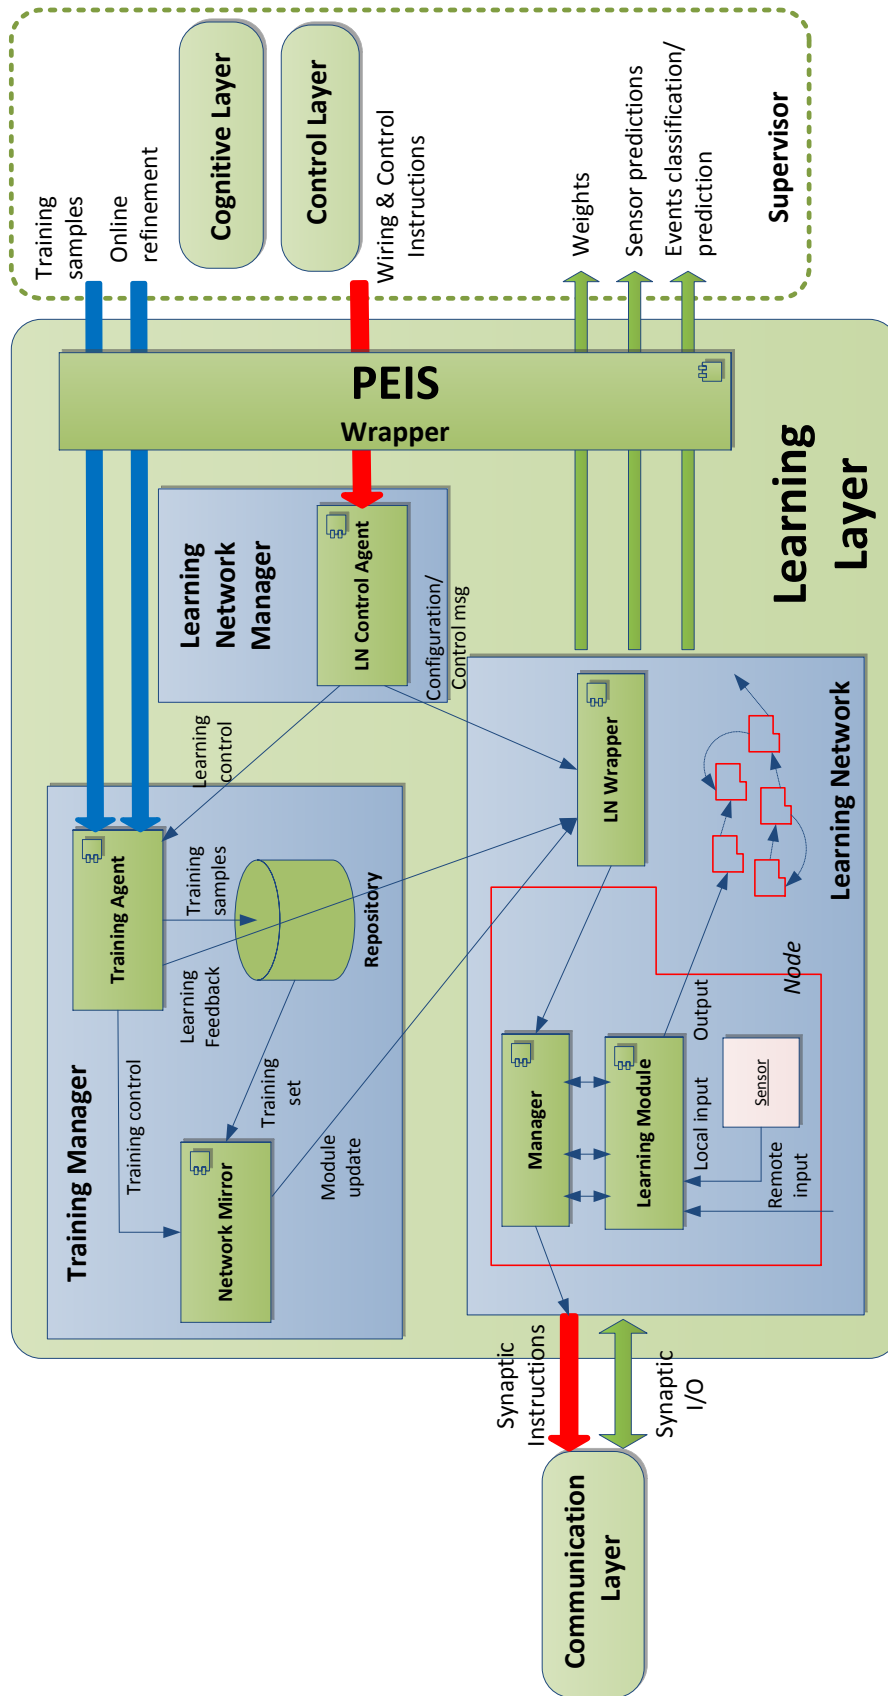 Training
samples
Online
refinement
Cognitive Layer
Control Layer
Wiring & Control
Instructions
Weights
Sensor predictions
Events classification/
prediction
Supervisor
PEIS
Wrapper
Learning
Layer
Learning
Network
Manager
LN Control Agent
Configuration/
Control msg
Learning
control
Training Manager
Training Agent
Training
samples
Repository
Learning
Feedback
Training control
Training
set
Network Mirror
Module
update
LN Wrapper
Learning Network
Node
Manager
Learning Module
Output
Local input
Sensor
Remote
input
Synaptic
Instructions
Synaptic
I/O
Communication
Layer